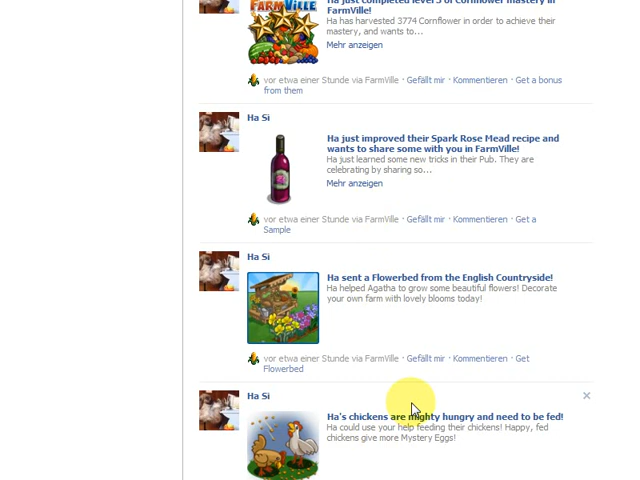 FARMVILLE
Ha just completed level3 of Cornflower mastery in
FarmVille!
Ha has harvested 3774 Cornflower in order to achieve their
mastery, and wants to...
Mehr anzeigen
vor etwa einer Stunde via FarmVille · Gefällt mir · Kommentieren · Get a bonus
from them
Ha Si
Ha just improved their Spark Rose Mead recipe and
wants to share some with you in FarmVille!
Ha just learned some new tricks in their Pub. They are
celebrating by sharing so...
Mehr anzeigen
vor etwa einer Stunde via FarmVille · Gefällt mir · Kommentieren · Get a
Sample
Ha Si
Ha sent a Flowerbed from the English Countryside!
Ha helped Agatha to grow some beautiful flowers! Decorate
your own farm with lovely blooms today!
vor etwa einer Stunde via FarmVille · Gefällt mir · Kommentieren · Get
Flowerbed
Ha Si
Ha's chickens are mighty hungry and need to be fed!
Ha could use your help feeding their chickens! Happy, fed
chickens give more Mystery Eggs!